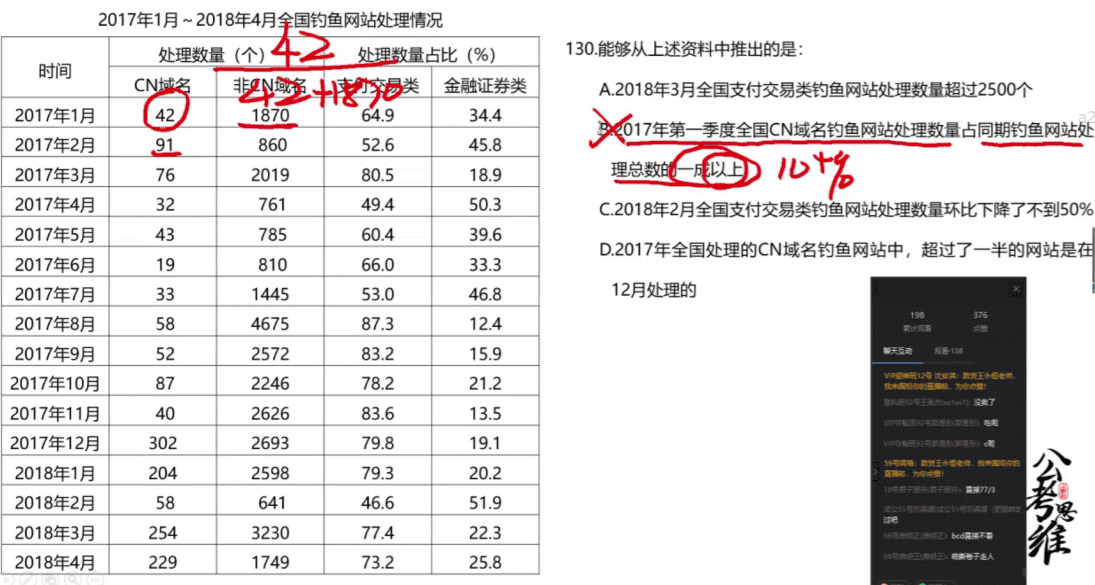 2017年1月～2018年4月全国钓鱼网站处理情况
时间 处理数量（个） 处理数量占比（%）
CN域名 非CN域名 支付交易类 金融证券类
2017年1月 42 1870 64.9 34.4
2017年2月 91 860 52.6 45.8
2017年3月 76 2019 80.5 18.9
2017年4月 32 761 49.4 50.3
2017年5月 43 785 60.4 39.6
2017年6月 19 810 66.0 33.3
2017年7月 33 1445 53.0 46.8
2017年8月 58 4675 87.3 12.4
2017年9月 52 2572 83.2 15.9
2017年10月 87 2246 78.2 21.2
2017年11月 40 2626 83.6 13.5
2017年12月 302 2693 79.8 19.1
2018年1月 204 2598 79.3 20.2
2018年2月 58 641 46.6 51.9
2018年3月 254 3230 77.4 22.3
2018年4月 229 1749 73.2 25.8
42
42+1870
130.能够从上述资料中推出的是：
A.2018年3月全国支付交易类钓鱼网站处理数量超过2500个
B.2017年第一季度全国CN域名钓鱼网站处理数量占同期钓鱼网站处
理总数的一成以上
10+%
C.2018年2月全国支付交易类钓鱼网站处理数量环比下降了不到50%
D.2017年全国处理的CN域名钓鱼网站中，超过了一半的网站是在
12月处理的
198 376
累计观看 点赞
聊天互动 观看·138
没救了
吃呢
c呢
直接77/3
过吧
bcd直接不看
公考思维